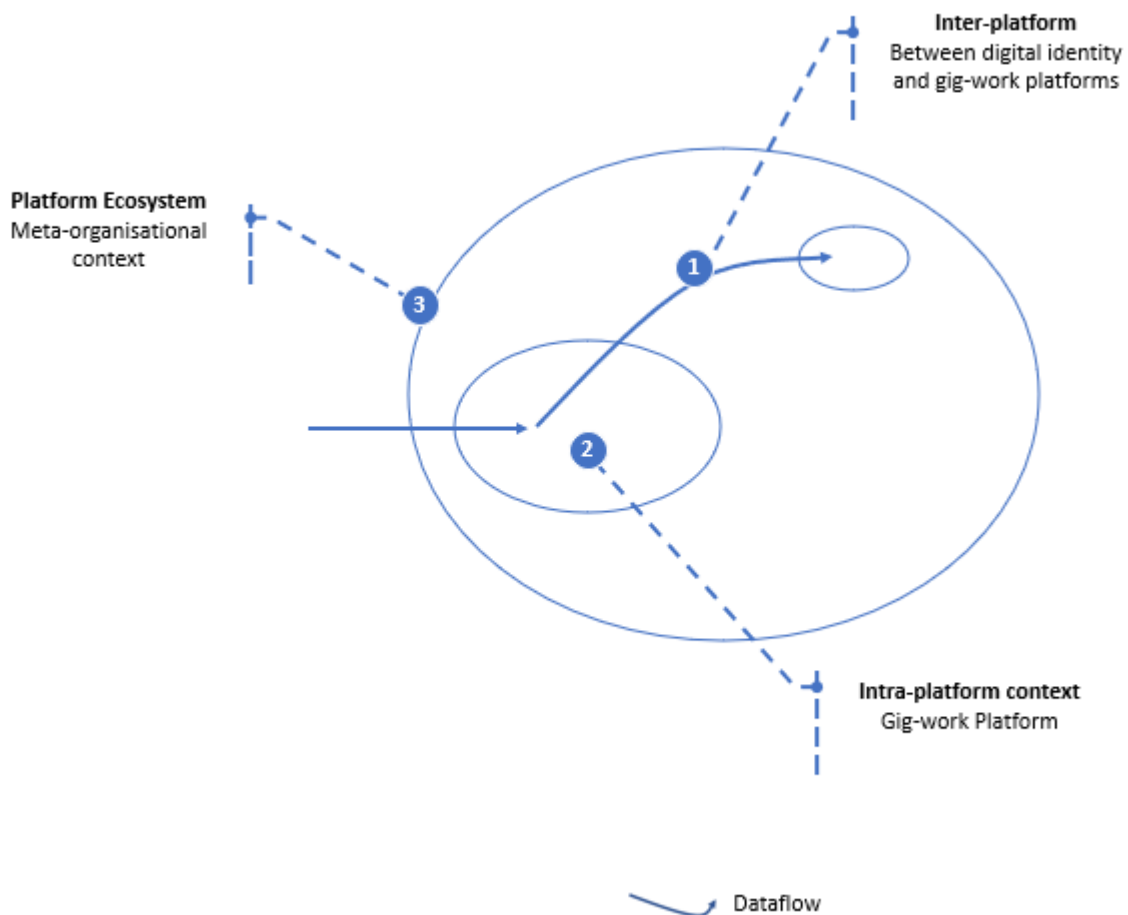 Inter-platform
Between digital identity
and gig-work platforms
Platform Ecosystem
Meta-organisational
context
1
3
2
Intra-platform context
Gig-work Platform
Dataflow